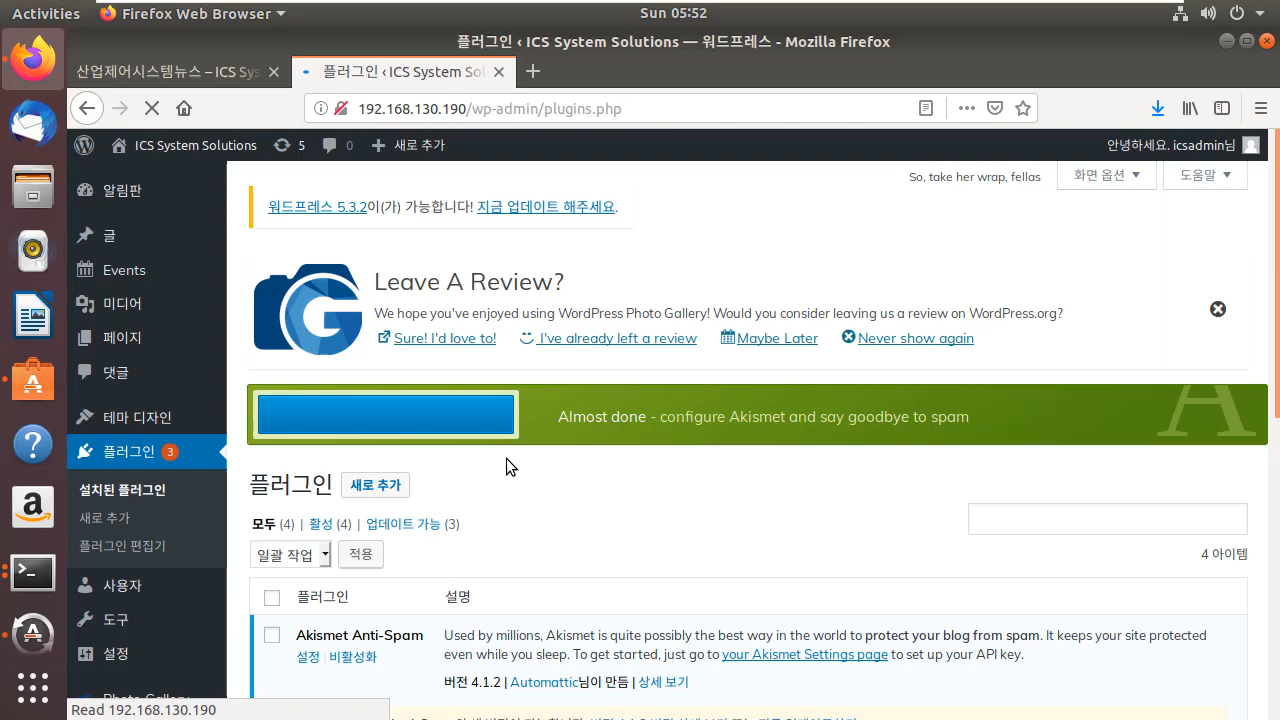 Activities
Firefox Web Browser
Sun 05:52
플러그인 ‹ ICS System Solutions — 워드프레스 - Mozilla Firefox
산업제어시스템뉴스 – ICS Sys
플러그인 ‹ ICS System Sol
192.168.130.190/wp-admin/plugins.php
ICS System Solutions
5
0
새로 추가
안녕하세요. icsadmin님
So, take her wrap, fellas
화면 옵션
도움말
워드프레스 5.3.2이(가) 가능합니다! 지금 업데이트 해주세요.
알림판
글
Events
미디어
페이지
댓글
테마 디자인
플러그인 3
설치된 플러그인
새로 추가
플러그인 편집기
사용자
도구
설정
Photo Gallery
Leave A Review?
We hope you've enjoyed using WordPress Photo Gallery! Would you consider leaving us a review on WordPress.org?
Sure! I'd love to!
I've already left a review
Maybe Later
Never show again
Almost done - configure Akismet and say goodbye to spam
플러그인
새로 추가
모두 (4) | 활성 (4) | 업데이트 가능 (3)
일괄 작업
적용
4 아이템
플러그인
설명
Akismet Anti-Spam
설정 | 비활성화
Used by millions, Akismet is quite possibly the best way in the world to protect your blog from spam. It keeps your site protected
even while you sleep. To get started, just go to your Akismet Settings page to set up your API key.
버전 4.1.2 | Automattic님이 만듦 | 상세 보기
Read 192.168.130.190